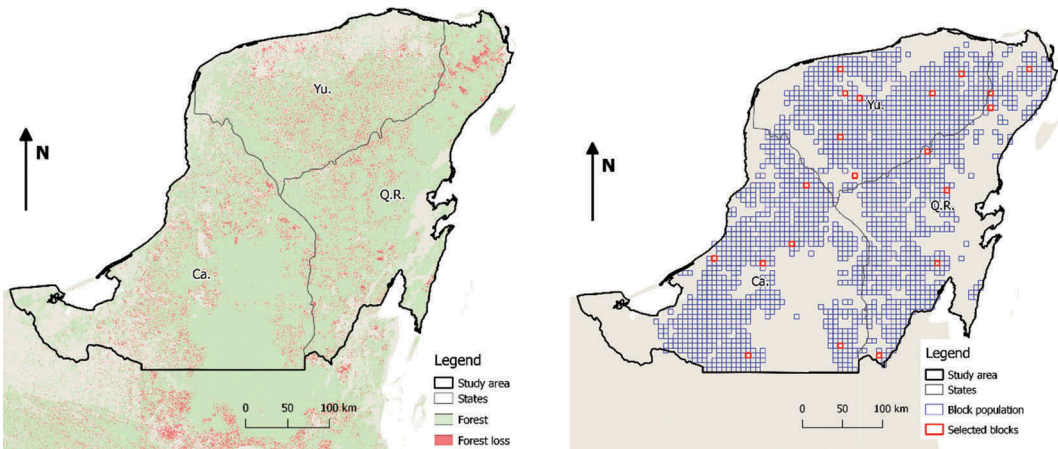 Yu.
N
Q.R.
Ca.
Legend
Study area
States
Forest
Forest loss
0 50 100 km
Yu.
N
Q.R.
Ca.
Legend
Study area
States
Block population
Selected blocks
0 50 100 km